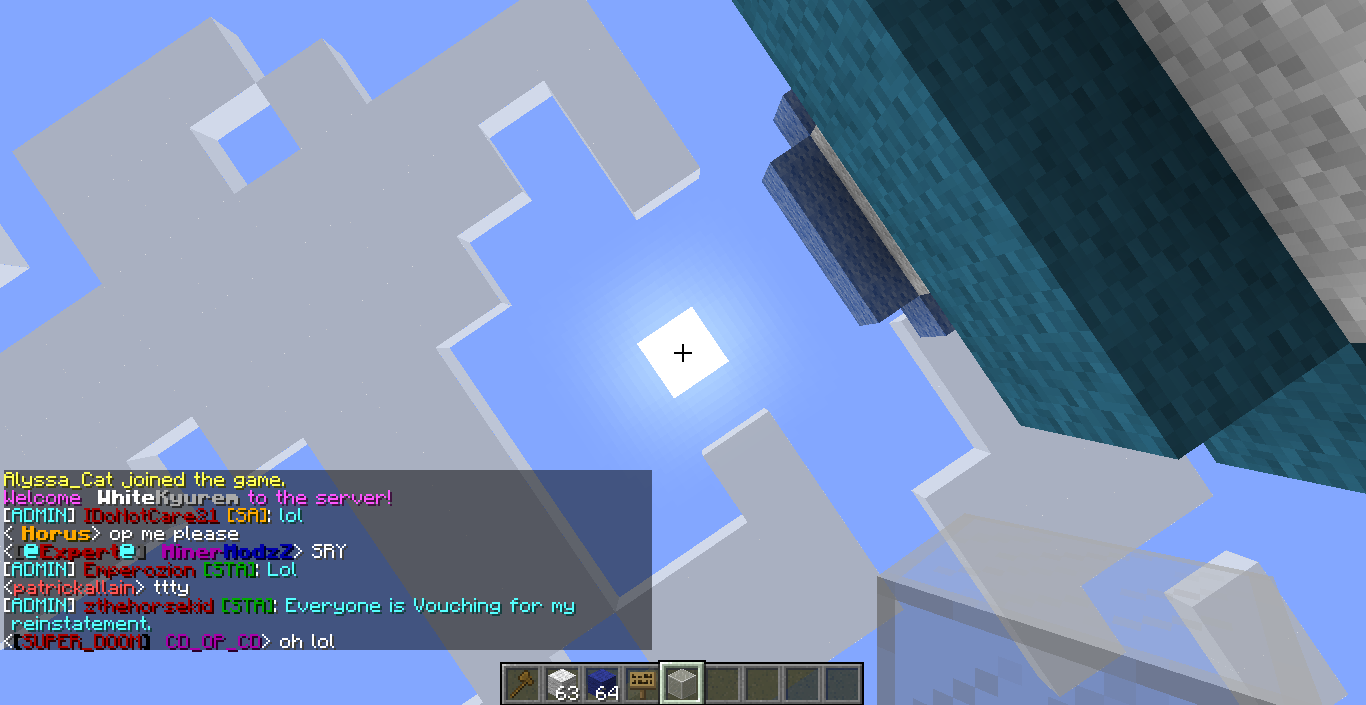 Alyssa_Cat joined the game.
Welcome WhiteKyurem to the server!
[ADMIN] IDoNotCare21 [SA]: lol
< Horus> op me please
<[@Expert@] MinerModzZ> SRY
[ADMIN] Emperozion [STA]: Lol
<patrickallain> ttty
[ADMIN] zthehorsekid [STA]: Everyone is Vouching for my
reinstatement.
<[SUPER_DOOM] CD_OP_CD> oh lol
63 64